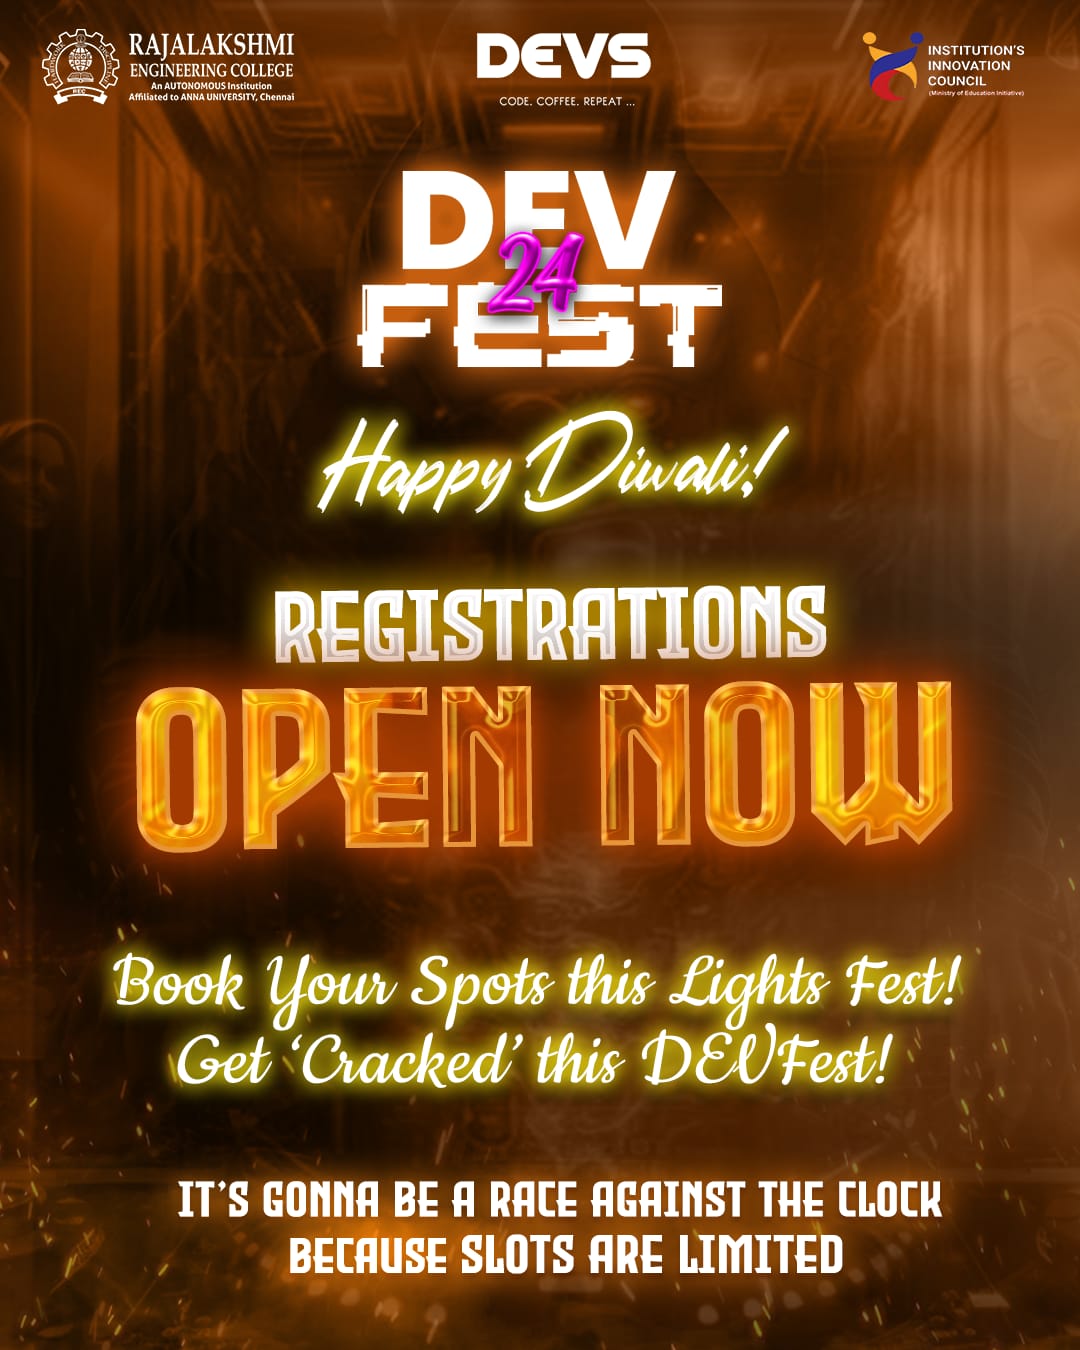 RAJALAKSHMI
ENGINEERING COLLEGE
An AUTONOMOUS Institution
Affiliated to ANNA UNIVERSITY, Chennai
REC
DEVS
CODE. COFFEE. REPEAT ...
INSTITUTION'S
INNOVATION
COUNCIL
(Ministry of Education Initiative)
DEV
24
FEST
Happy Diwali!
REGISTRATIONS
OPEN NOW
Book Your Spots this Lights Fest!
Get ‘Cracked’ this DEVFest!
IT'S GONNA BE A RACE AGAINST THE CLOCK
BECAUSE SLOTS ARE LIMITED